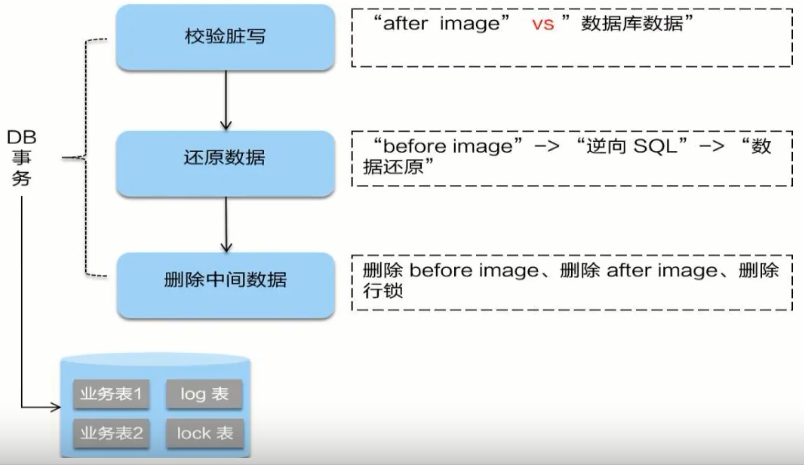 校验脏写
“after image” vs ”数据库数据”
DB
事
务
还原数据
“before image”–> “逆向 SQL”–> “数
据还原”
删除中间数据
删除 before image、删除 after image、删除
行锁
业务表1
log 表
业务表2
lock 表